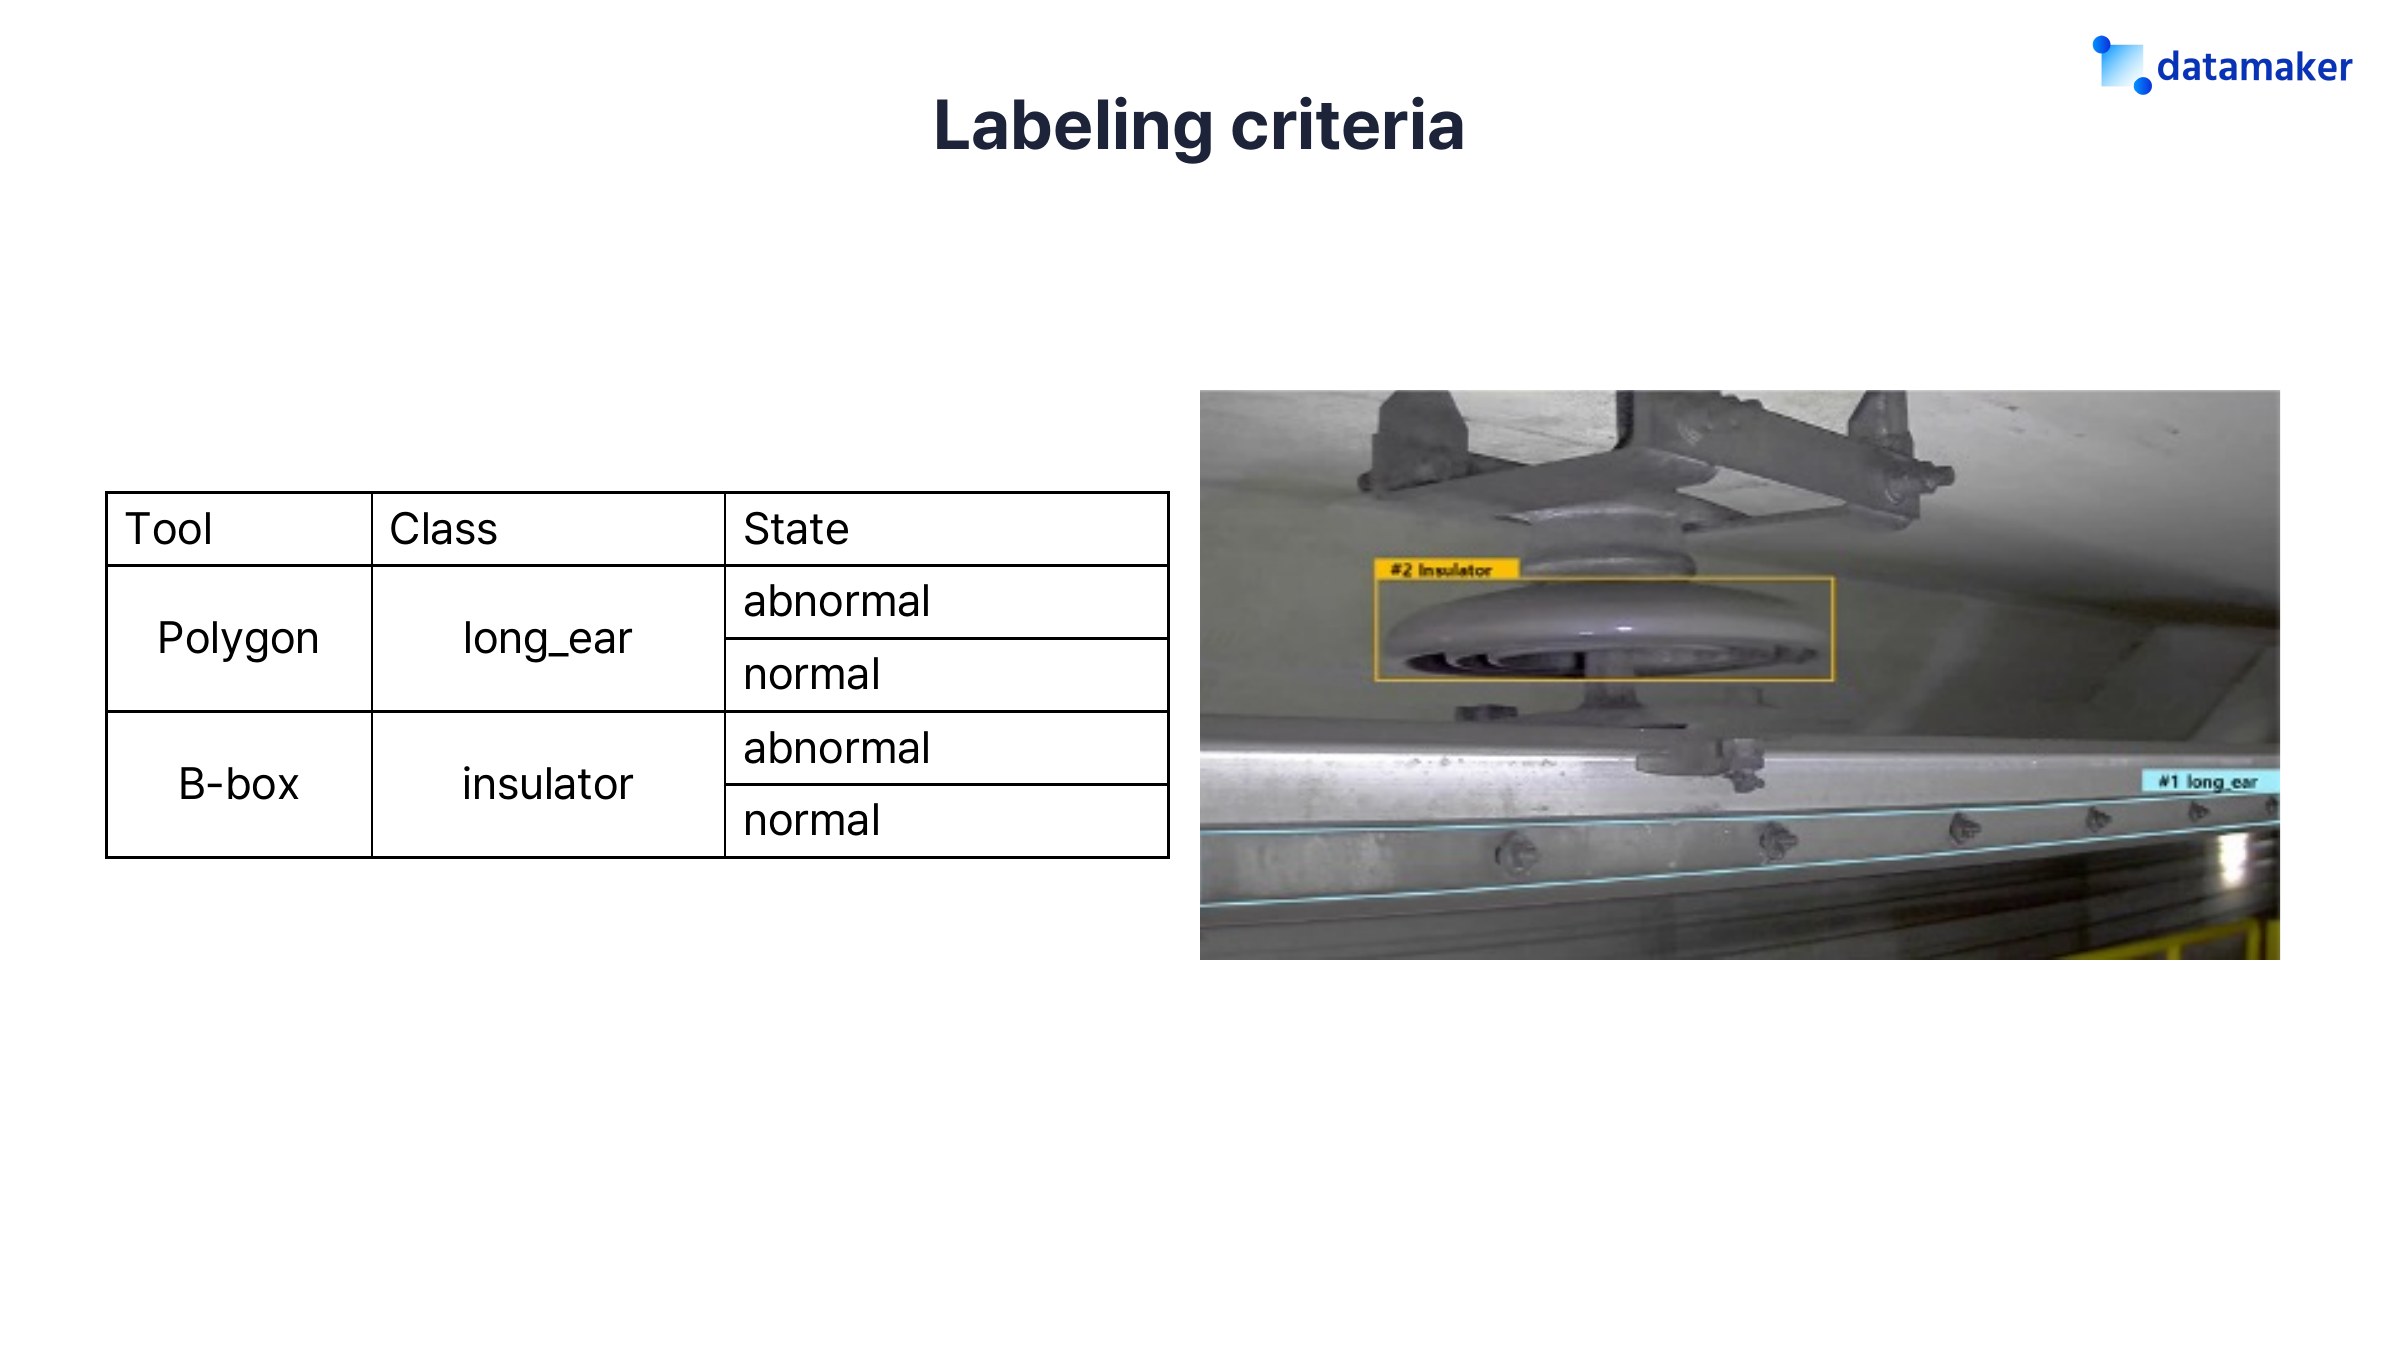 datamaker
Labeling criteria
Tool Class State
Polygon long_ear abnormal
normal
B-box insulator abnormal
normal
#2 Insulator
#1 long_ear